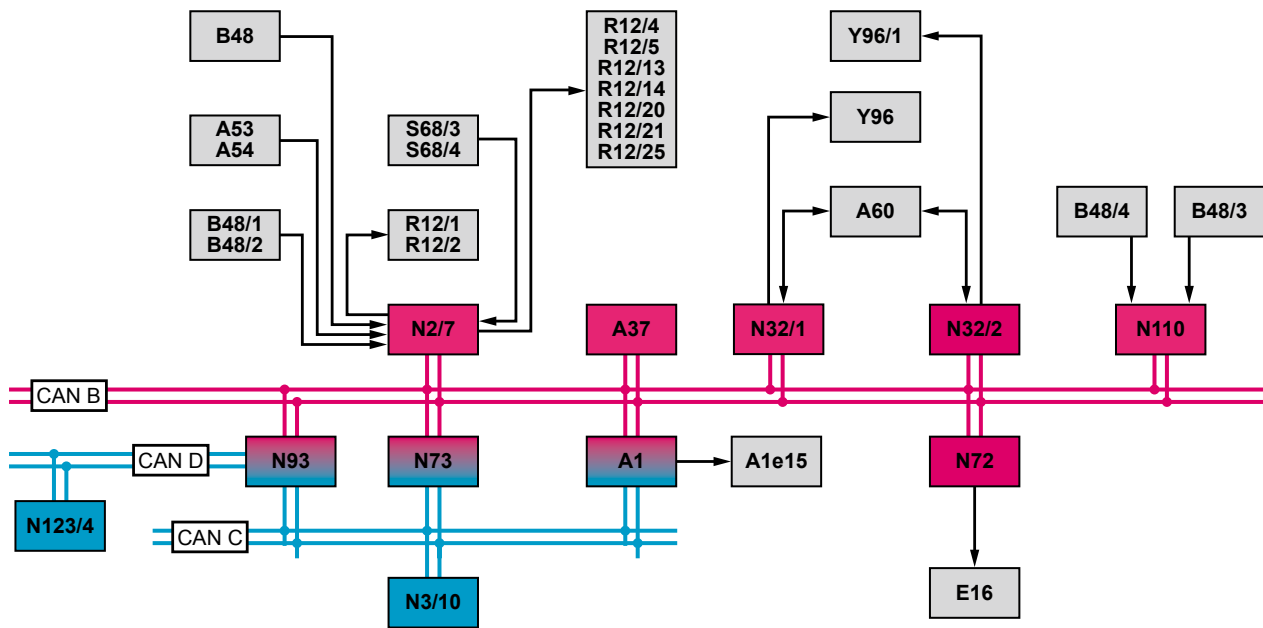 B48
R12/4
R12/5
R12/13
R12/14
R12/20
R12/21
R12/25
Y96/1
A53
A54
S68/3
S68/4
Y96
B48/1
B48/2
R12/1
R12/2
A60
B48/4
B48/3
N2/7
A37
N32/1
N32/2
N110
CAN B
CAN D
N93
N73
A1
A1e15
N72
N123/4
CAN C
N3/10
E16